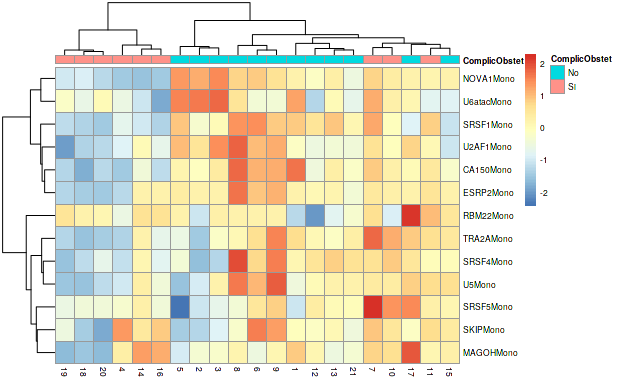 ComplicObstet
ComplicObstet
No
Si
2
1
0
-1
-2
NOVA1Mono
U6atacMono
SRSF1Mono
U2AF1Mono
CA150Mono
ESRP2Mono
RBM22Mono
TRA2AMono
SRSF4Mono
U5Mono
SRSF5Mono
SKIPMono
MAGOHMono
19 18 20 4 14 16 5 2 3 8 6 9 1 12 13 21 7 10 17 11 15